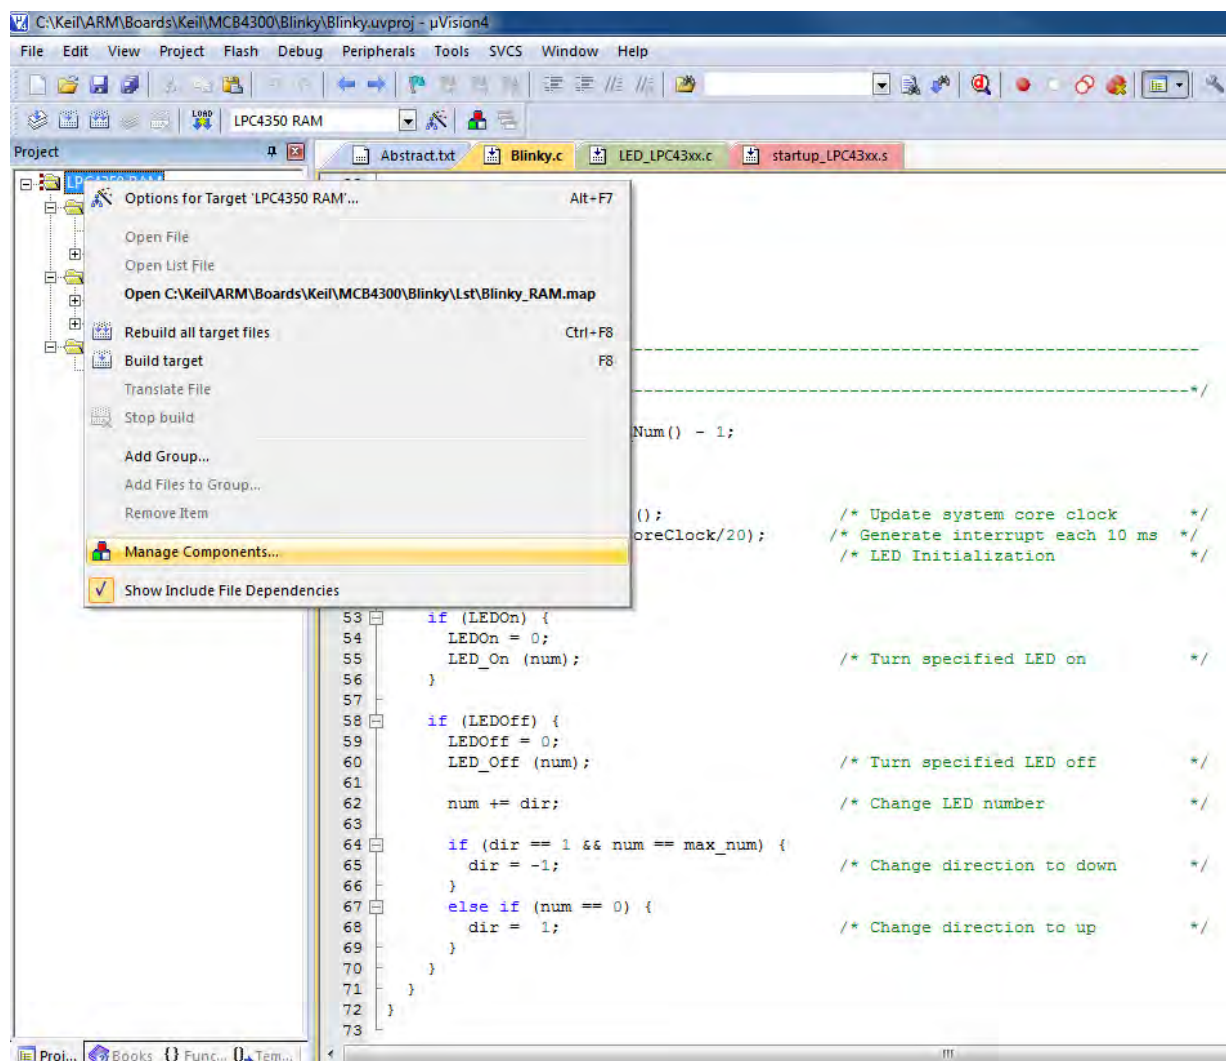 C:\Keil\ARM\Boards\Keil\MCB4300\Blinky\Blinky.uvproj - µVision4
File Edit View Project Flash Debug Peripherals Tools SVCS Window Help
LOAD LPC4350 RAM
Project
Abstract.txt Blinky.c LED_LPC43xx.c startup_LPC43xx.s
LPC4350 RAM
Options for Target 'LPC4350 RAM'... Alt+F7
Open File
Open List File
Open C:\Keil\ARM\Boards\Keil\MCB4300\Blinky\Lst\Blinky_RAM.map
Rebuild all target files Ctrl+F8
Build target F8
Translate File
Stop build
Add Group...
Add Files to Group...
Remove Item
Manage Components...
Show Include File Dependencies
--------------------------------------------------------
-------------------------------------------------------*/
Num() - 1;
(); /* Update system core clock */
oreClock/20); /* Generate interrupt each 10 ms */
/* LED Initialization */
53 if (LEDOn) {
54 LEDOn = 0;
55 LED_On (num); /* Turn specified LED on */
56 }
57
58 if (LEDOff) {
59 LEDOff = 0;
60 LED_Off (num); /* Turn specified LED off */
61
62 num += dir; /* Change LED number */
63
64 if (dir == 1 && num == max_num) {
65 dir = -1; /* Change direction to down */
66 }
67 else if (num == 0) {
68 dir = 1; /* Change direction to up */
69 }
70 }
71 }
72 }
73
Proj... Books {} Func... 0 Tem...